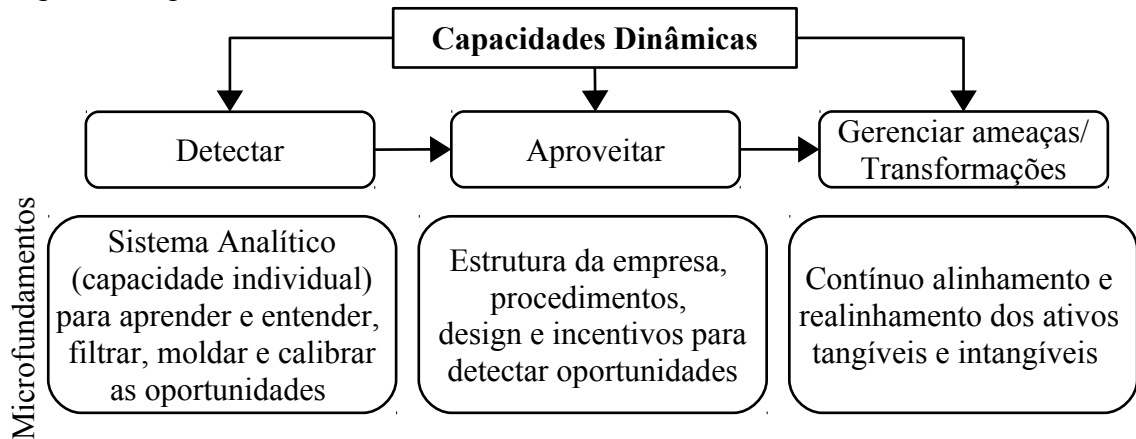 Capacidades Dinâmicas
Detectar
Aproveitar
Gerenciar ameaças/
Transformações
Microfundamentos
Sistema Analítico
(capacidade individual)
para aprender e entender,
filtrar, moldar e calibrar
as oportunidades
Estrutura da empresa,
procedimentos,
design e incentivos para
detectar oportunidades
Contínuo alinhamento e
realinhamento dos ativos
tangíveis e intangíveis